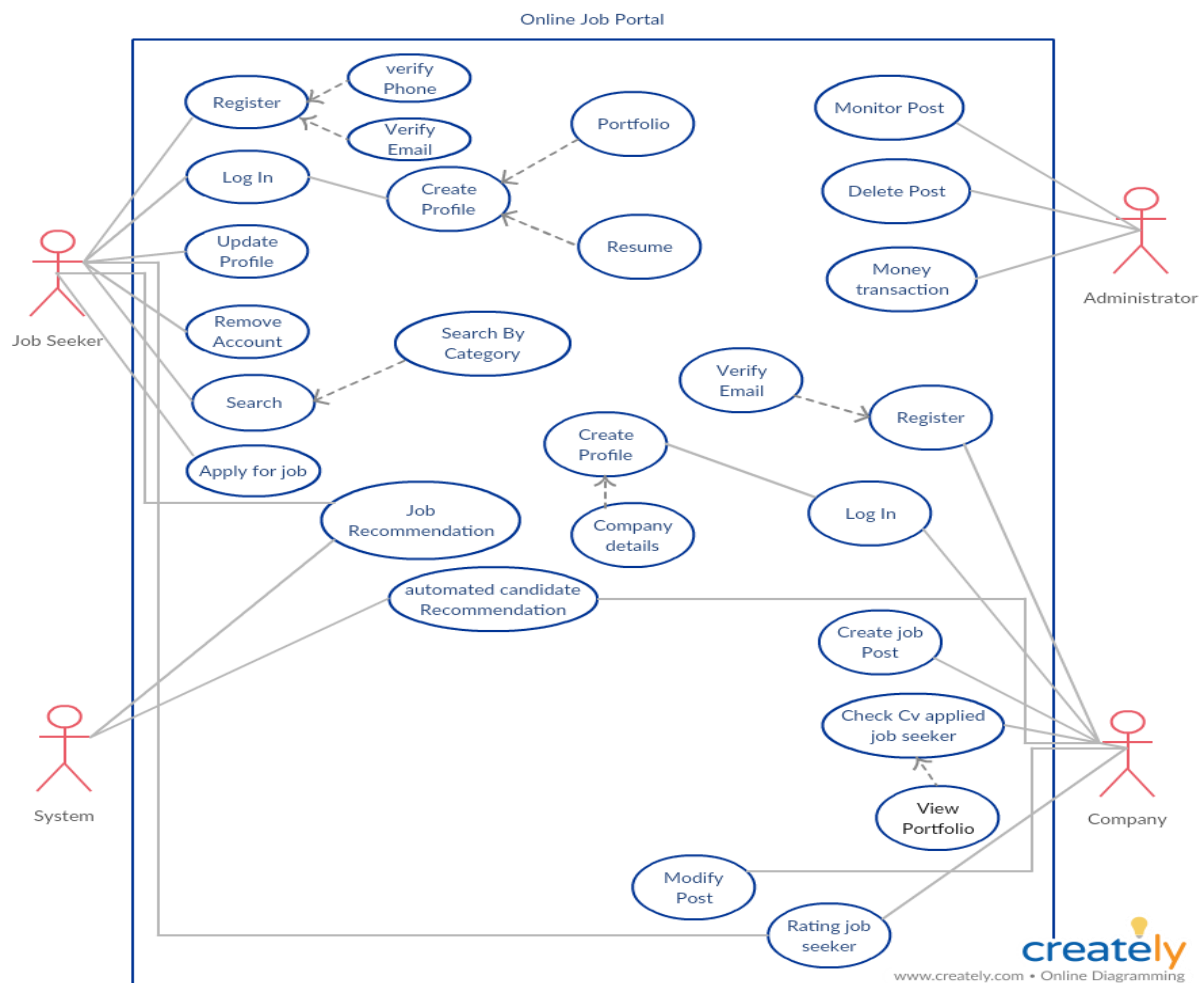 Online Job Portal
verify
Phone
Register
Verify
Email
Portfolio
Monitor Post
Log In
Create
Profile
Delete Post
Update
Profile
Resume
Money
transaction
Administrator
Job Seeker
Remove
Account
Search By
Category
Verify
Email
Search
Register
Create
Profile
Apply for job
Job
Recommendation
Company
details
Log In
automated candidate
Recommendation
Create job
Post
Check Cv applied
job seeker
System
View
Portfolio
Company
Modify
Post
Rating job
seeker
creately
www.creately.com • Online Diagramming